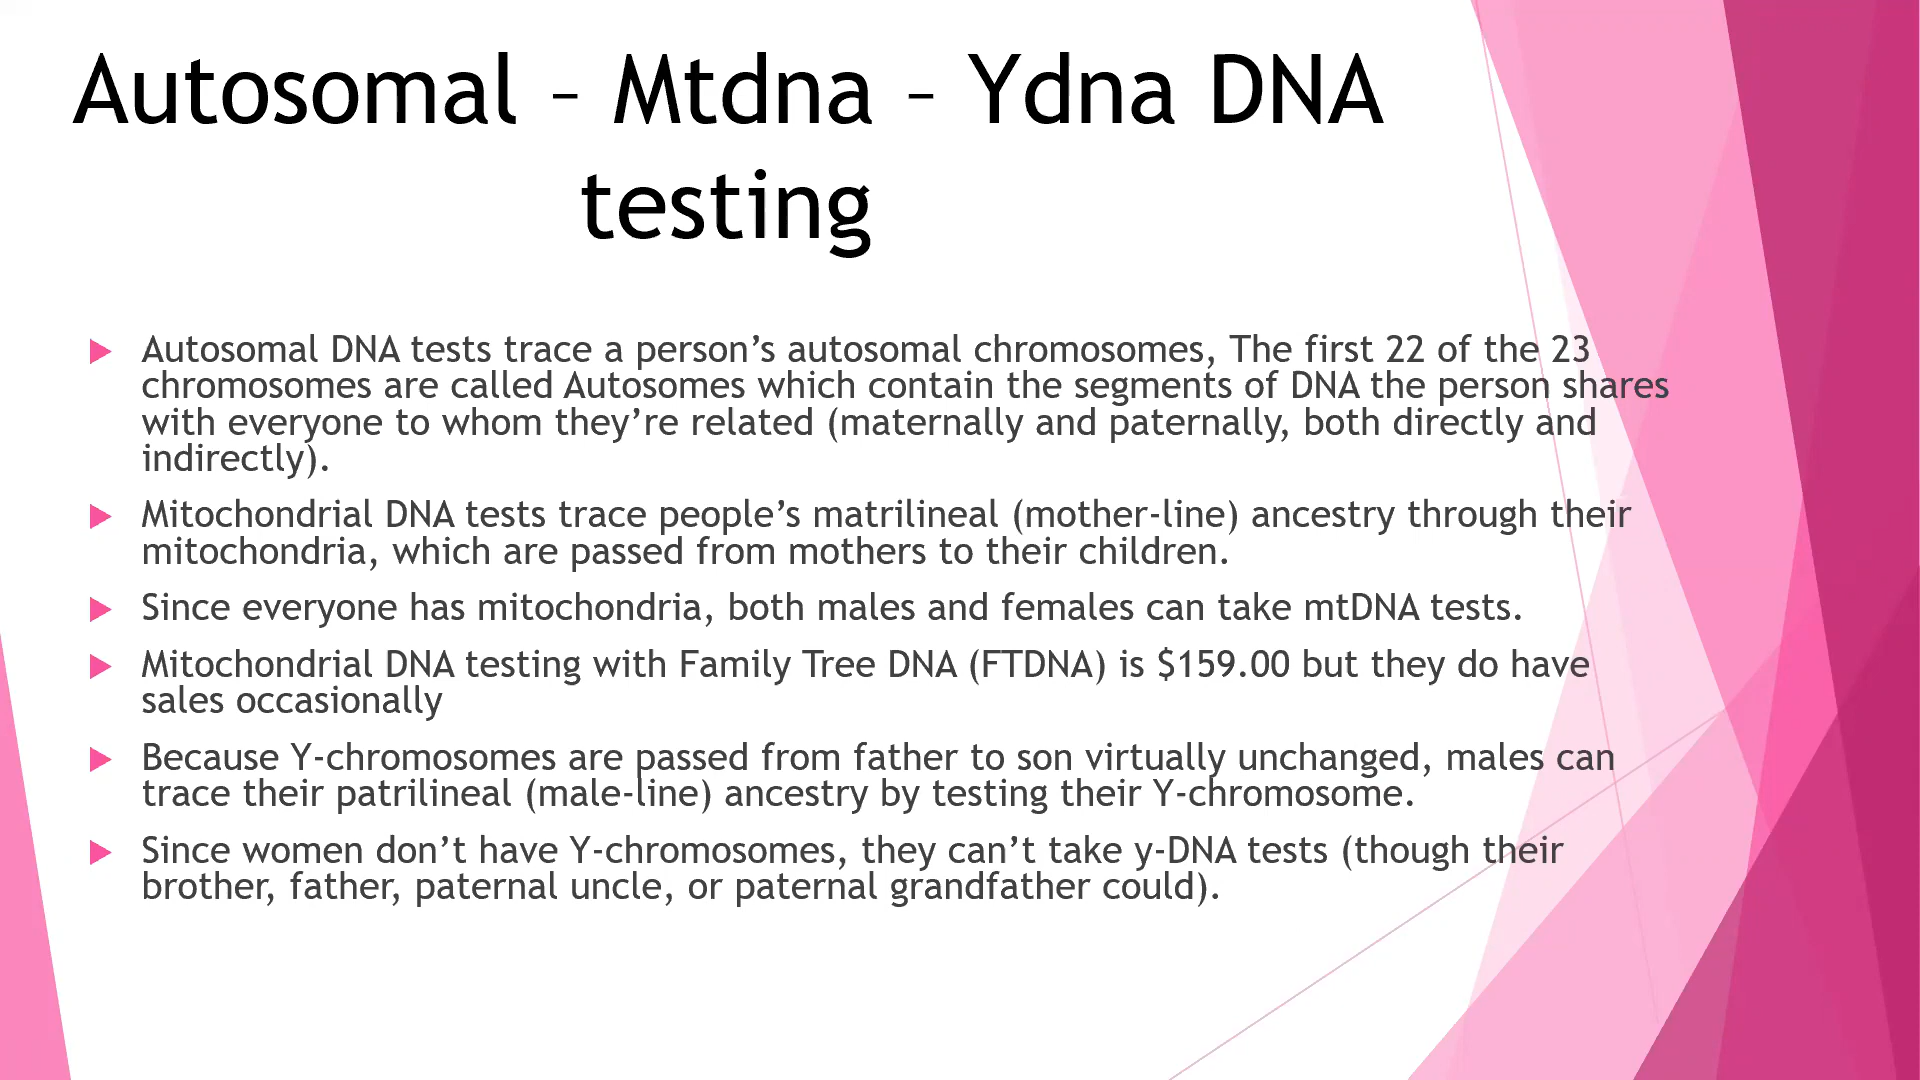 Autosomal – Mtdna – Ydna DNA
testing
Autosomal DNA tests trace a person’s autosomal chromosomes, The first 22 of the 23
chromosomes are called Autosomes which contain the segments of DNA the person shares
with everyone to whom they’re related (maternally and paternally, both directly and
indirectly).
Mitochondrial DNA tests trace people’s matrilineal (mother-line) ancestry through their
mitochondria, which are passed from mothers to their children.
Since everyone has mitochondria, both males and females can take mtDNA tests.
Mitochondrial DNA testing with Family Tree DNA (FTDNA) is $159.00 but they do have
sales occasionally
Because Y-chromosomes are passed from father to son virtually unchanged, males can
trace their patrilineal (male-line) ancestry by testing their Y-chromosome.
Since women don’t have Y-chromosomes, they can’t take y-DNA tests (though their
brother, father, paternal uncle, or paternal grandfather could).